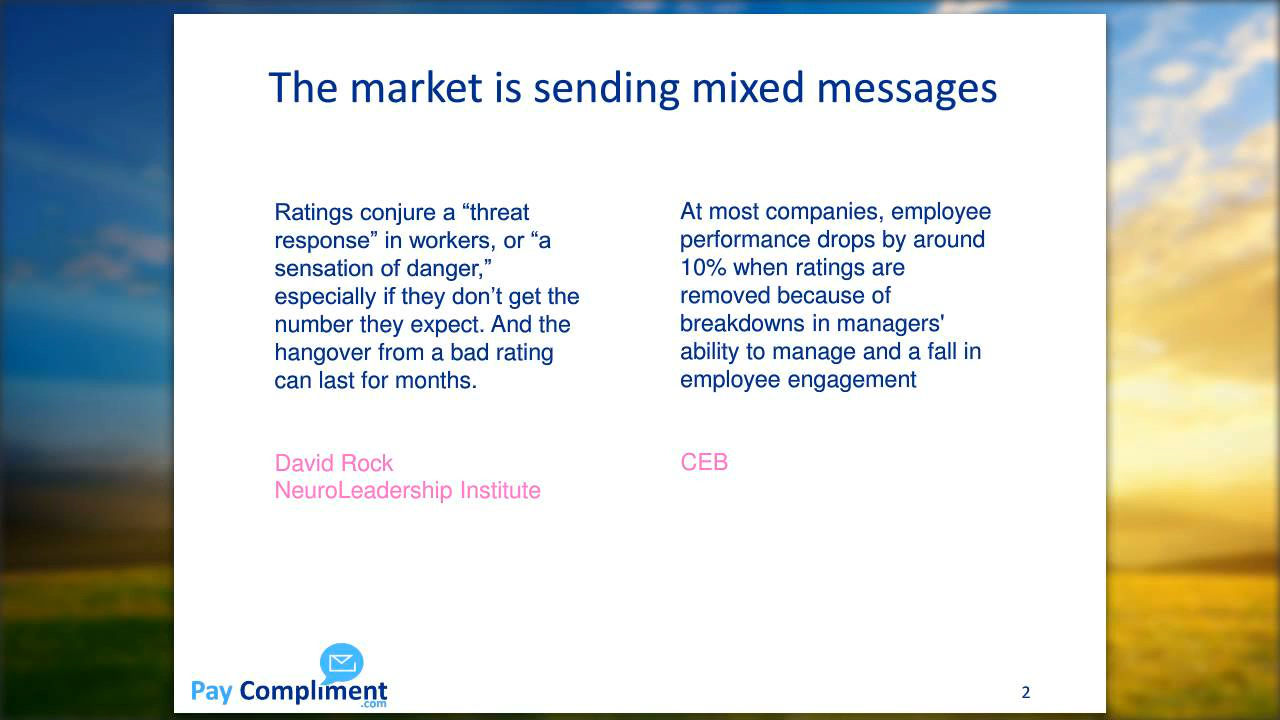 The market is sending mixed messages
Ratings conjure a “threat
response” in workers, or “a
sensation of danger,”
especially if they don’t get the
number they expect. And the
hangover from a bad rating
can last for months.
David Rock
NeuroLeadership Institute
At most companies, employee
performance drops by around
10% when ratings are
removed because of
breakdowns in managers'
ability to manage and a fall in
employee engagement
CEB
Pay Compliment
.com
2